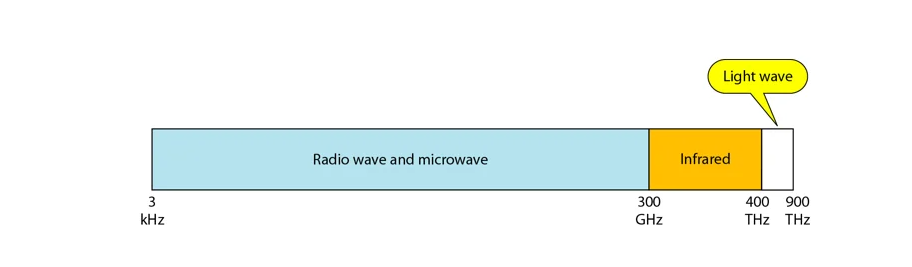 Light wave
Radio wave and microwave
Infrared
3
kHz
300
GHz
400
THz
900
THz